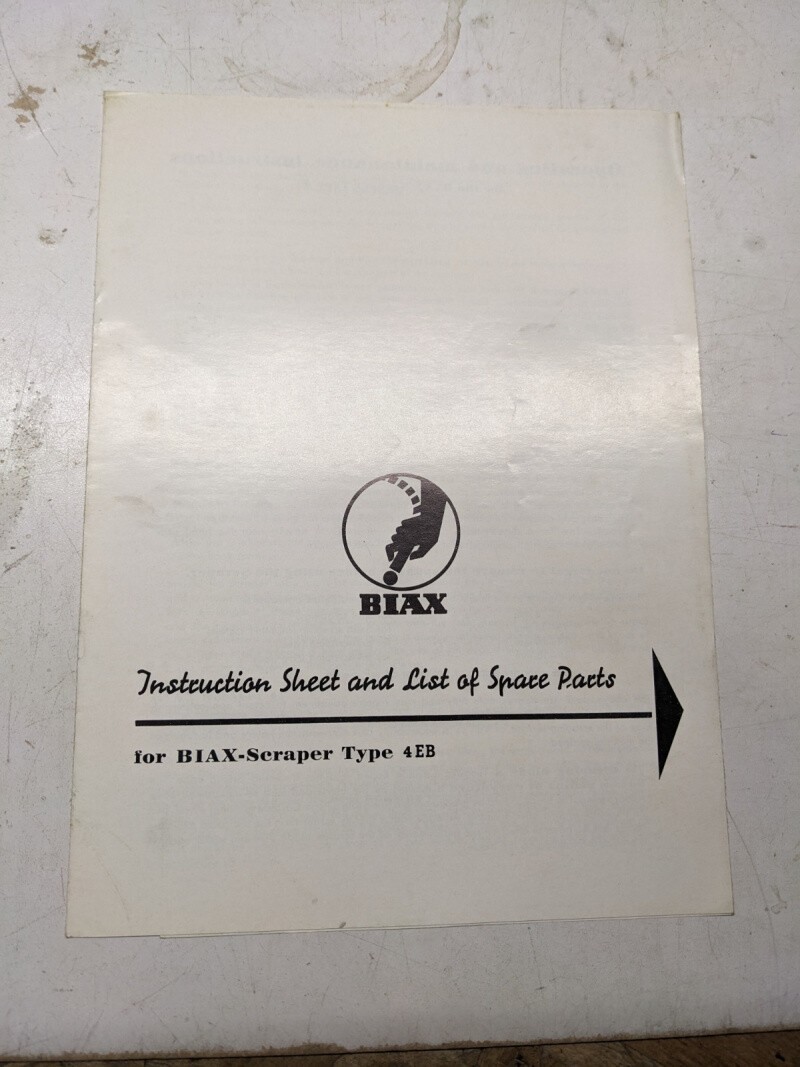 BIAX
Instruction Sheet and List of Spare Parts
for BIAX-Scraper Type 4EB